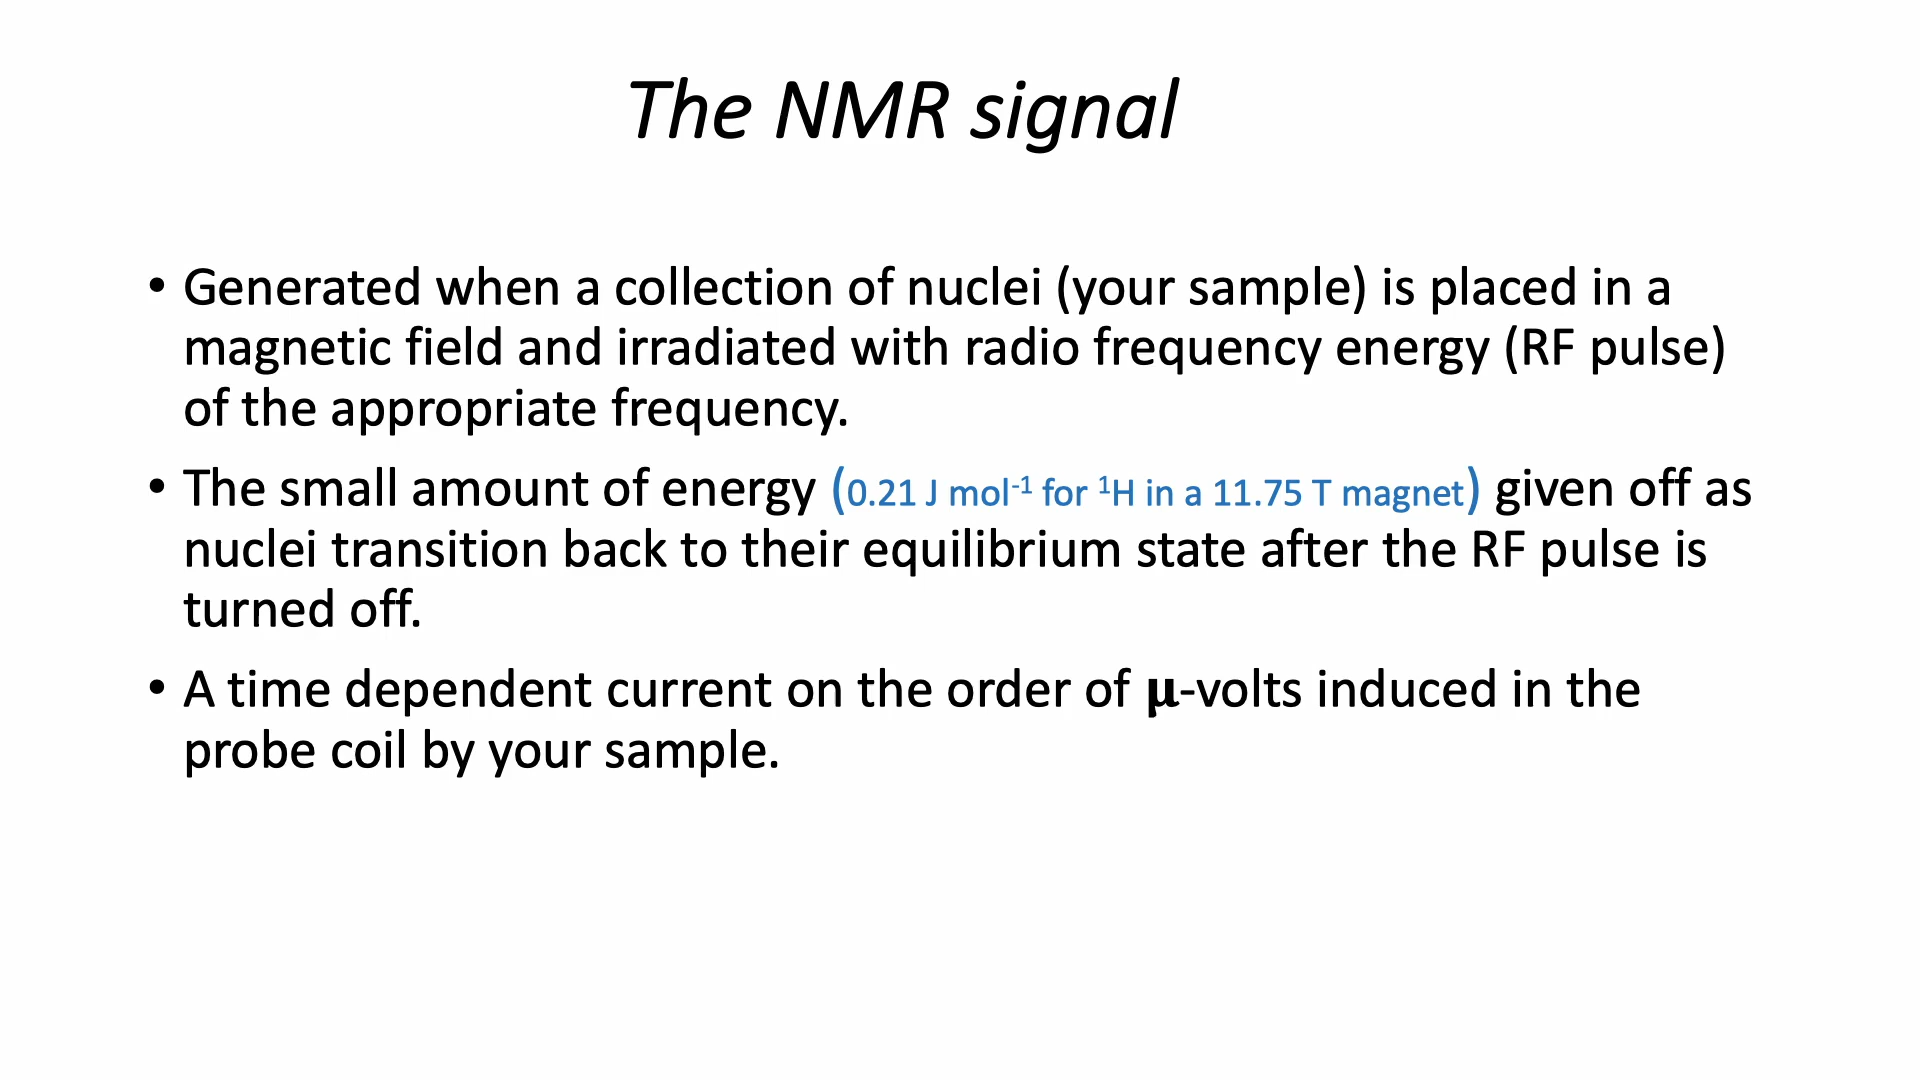 The NMR signal
• Generated when a collection of nuclei (your sample) is placed in a
magnetic field and irradiated with radio frequency energy (RF pulse)
of the appropriate frequency.
• The small amount of energy (0.21 J mol⁻¹ for ¹H in a 11.75 T magnet) given off as
nuclei transition back to their equilibrium state after the RF pulse is
turned off.
• A time dependent current on the order of μ-volts induced in the
probe coil by your sample.